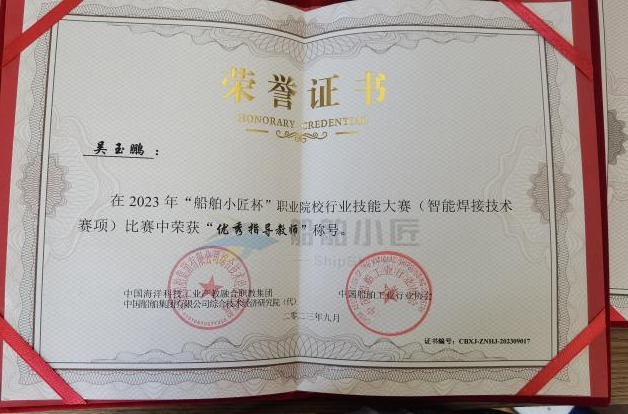 荣誉证书
HONORARY CREDENTIAL
吴玉鹏：
在2023年“船舶小匠杯”职业院校行业技能大赛（智能焊接技术
赛项）比赛中荣获“优秀指导教师”称号。
船舶小匠
中国海洋科技工业产教融合职教集团
中国船舶集团有限公司综合技术经济研究院（代）
中国船舶工业行业协会
二〇二三年九月
证书编号：CBXJ-ZNHJ-202309017